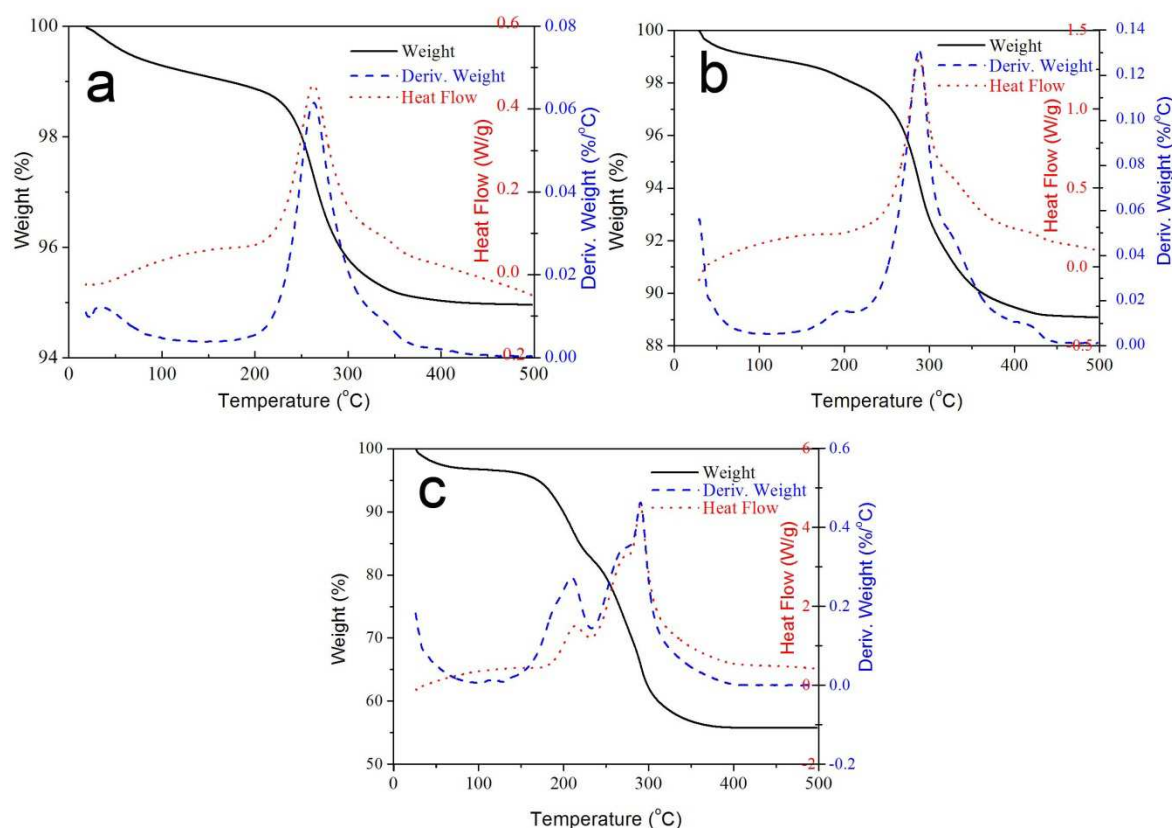 a
Weight
Deriv. Weight
Heat Flow
100
98
96
94
Weight (%)
0 100 200 300 400 500
Temperature (°C)
0.6
0.4
0.2
0.0
-0.2
Heat Flow (W/g)
0.08
0.06
0.04
0.02
0.00
Deriv. Weight (%/°C)
b
Weight
Deriv. Weight
Heat Flow
100
98
96
94
92
90
88
Weight (%)
0 100 200 300 400 500
Temperature (°C)
1.5
1.0
0.5
0.0
-0.5
Heat Flow (W/g)
0.14
0.12
0.10
0.08
0.06
0.04
0.02
0.00
Deriv. Weight (%/°C)
c
Weight
Deriv. Weight
Heat Flow
100
90
80
70
60
50
Weight (%)
0 100 200 300 400 500
Temperature (°C)
6
4
2
0
-2
Heat Flow (W/g)
0.6
0.4
0.2
0.0
-0.2
Deriv. Weight (%/°C)